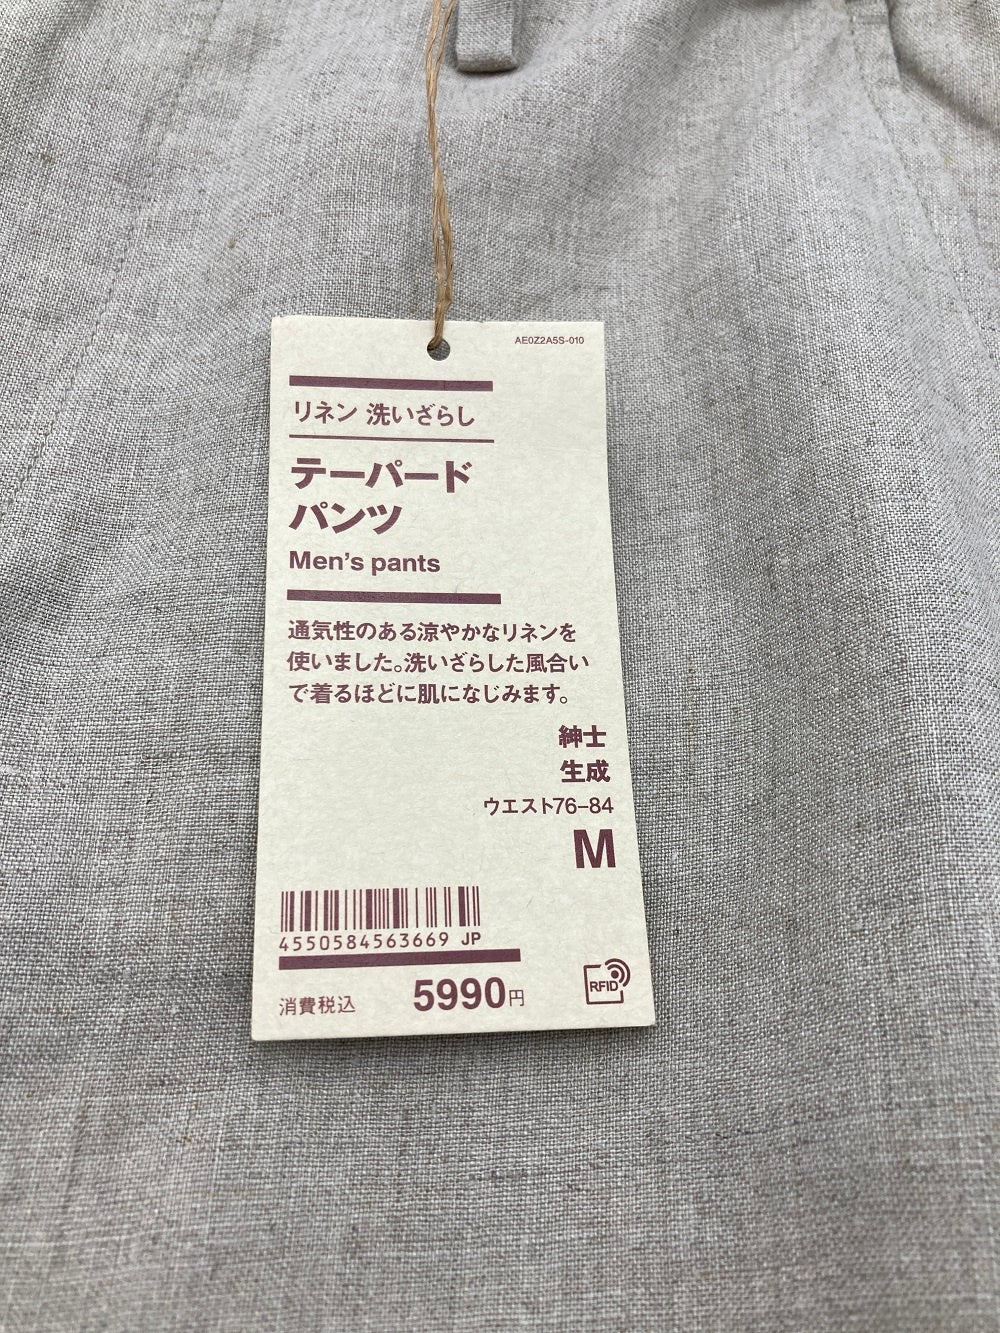 AE0Z2A5S-010
リネン 洗いざらし
テーパード
パンツ
Men's pants
通気性のある涼やかなリネンを
使いました。洗いざらした風合い
で着るほどに肌になじみます。
紳士
生成
ウエスト76–84
M
4550584563669 JP
消費税込 5990円
RFID